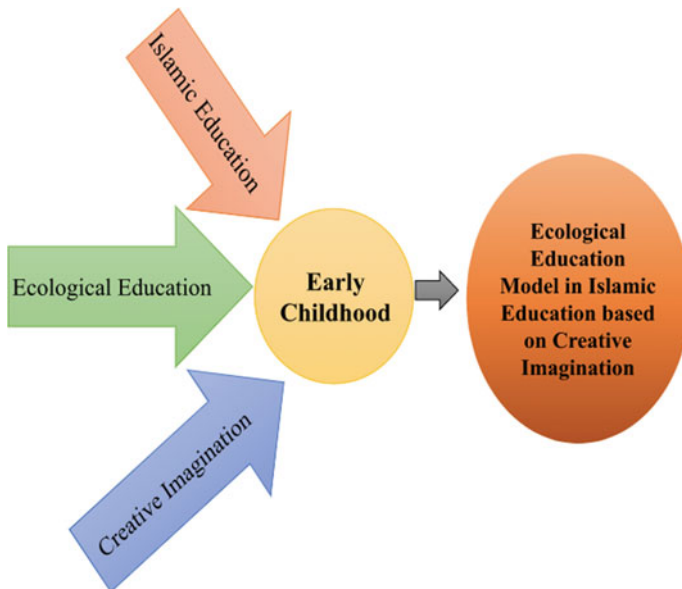 Islamic Education
Ecological Education
Creative Imagination
Early
Childhood
Ecological
Education
Model in Islamic
Education based
on Creative
Imagination